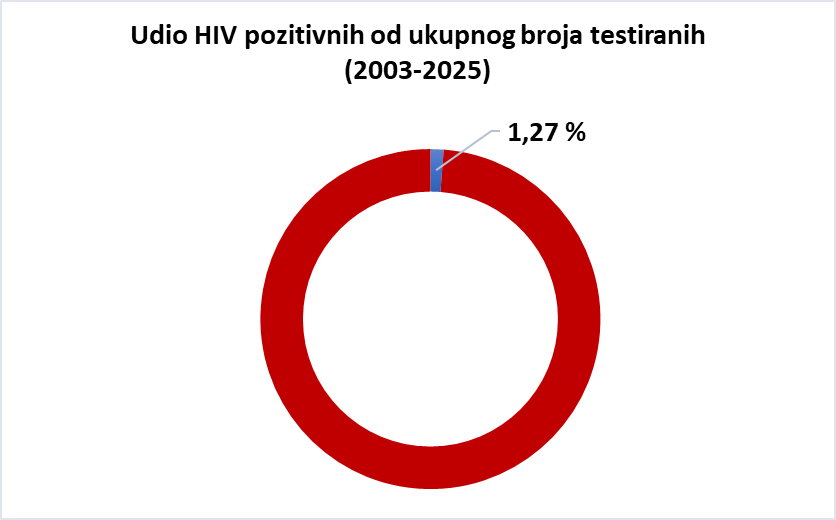 Udio HIV pozitivnih od ukupnog broja testiranih
(2003-2025)
1,27 %